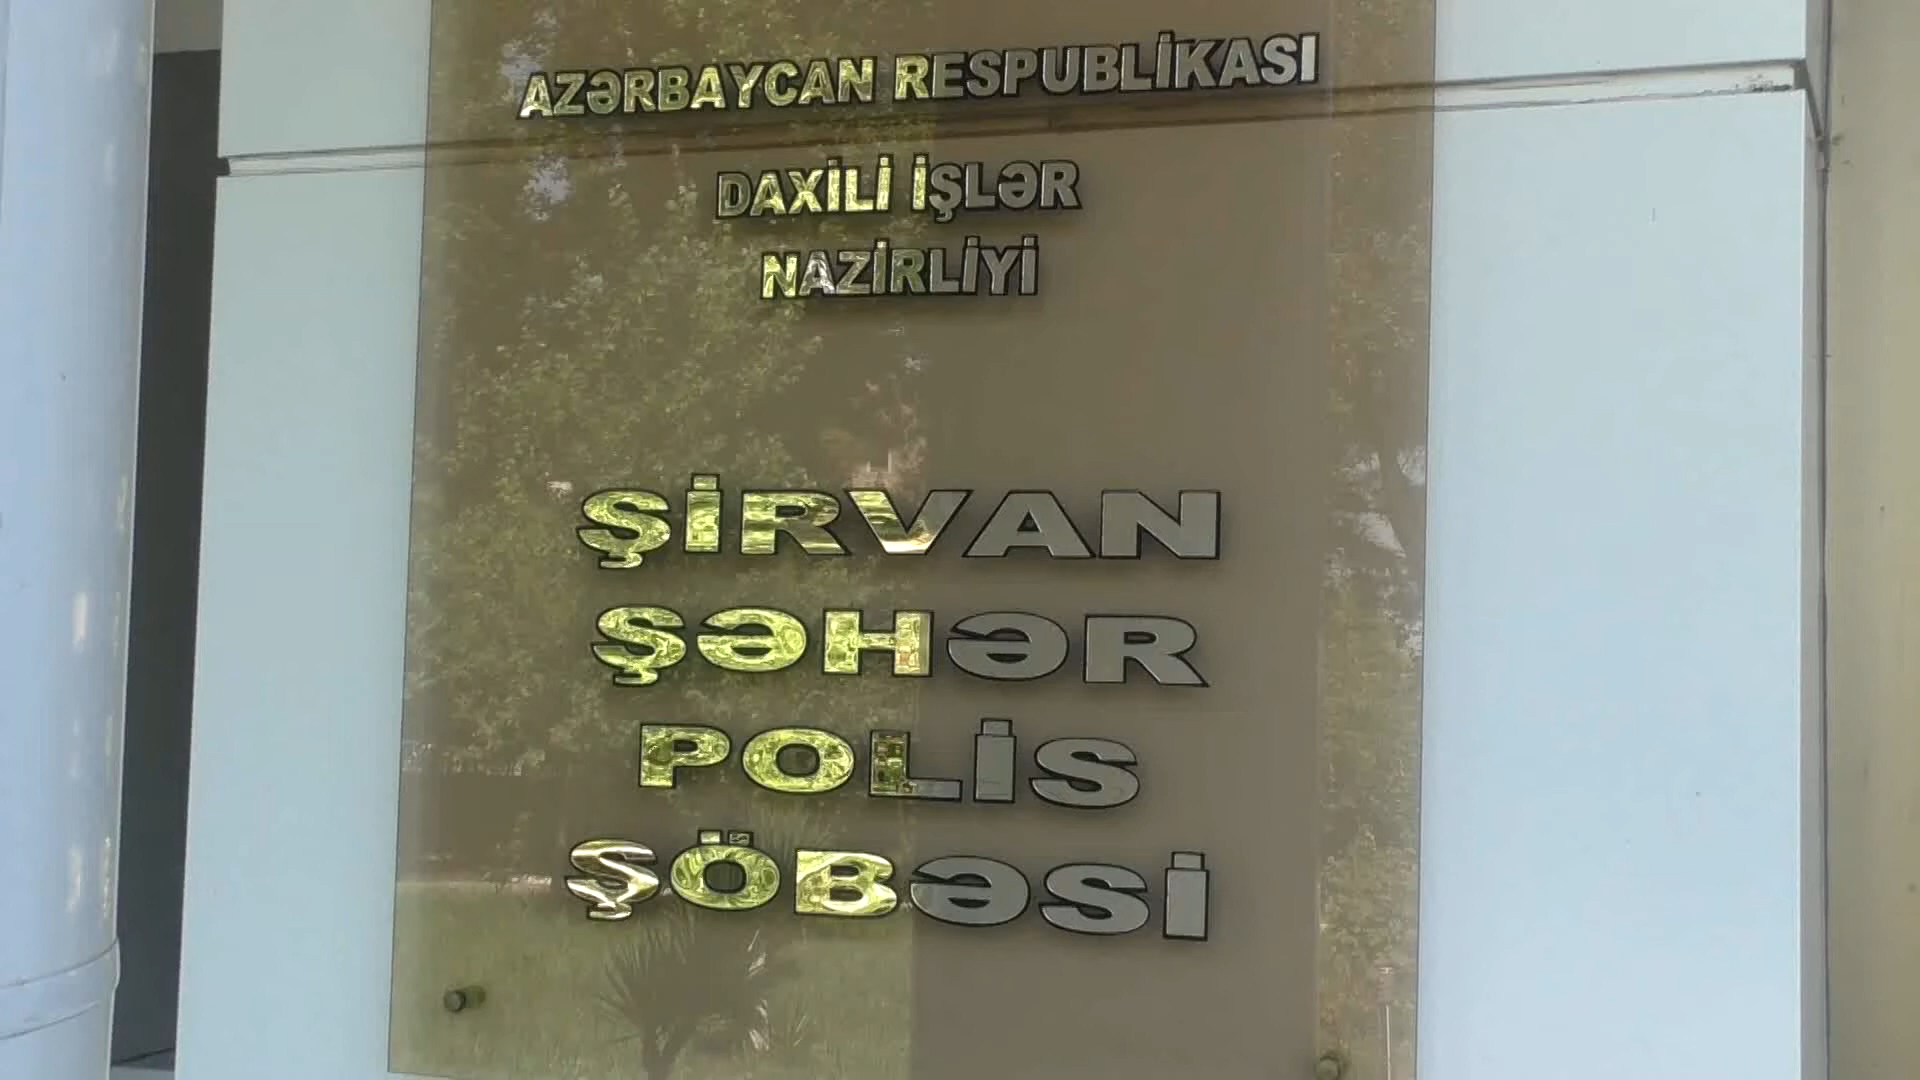 AZƏRBAYCAN RESPUBLİKASI
DAXİLİ İŞLƏR
NAZİRLİYİ
ŞİRVAN
ŞƏHƏR
POLİS
ŞÖBƏSİ